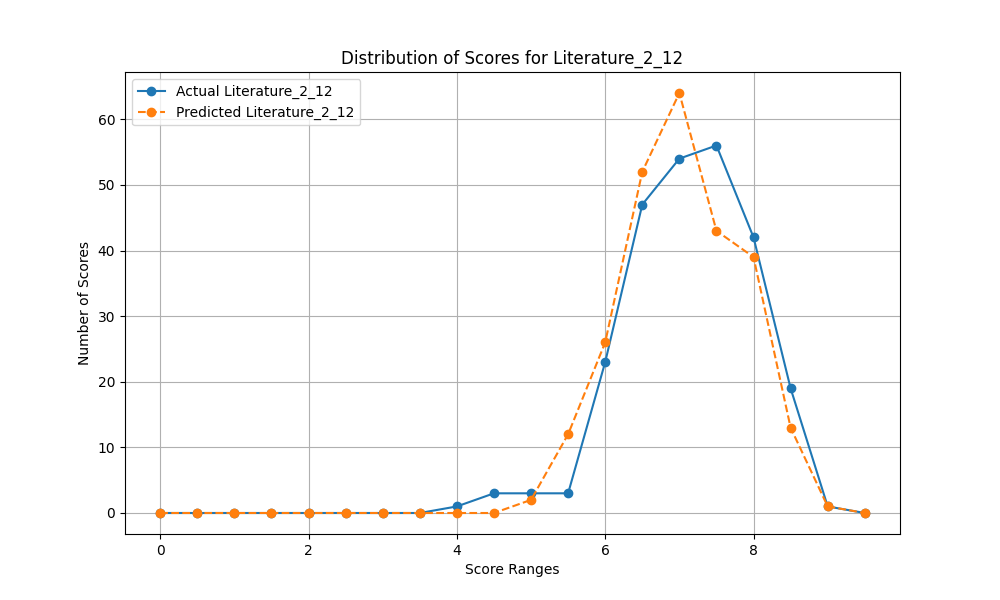 Distribution of Scores for Literature_2_12
Actual Literature_2_12
Predicted Literature_2_12
Number of Scores
60
50
40
30
20
10
0
0 2 4 6 8
Score Ranges